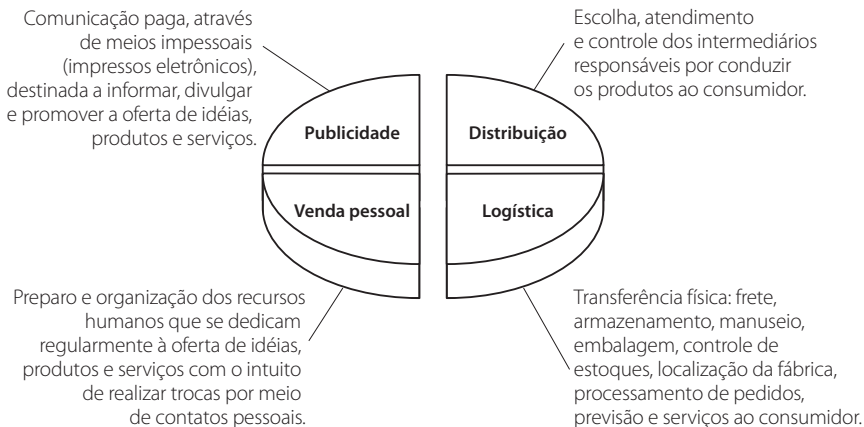 Comunicação paga, através
de meios impessoais
(impressos eletrônicos),
destinada a informar, divulgar
e promover a oferta de idéias,
produtos e serviços.
Escolha, atendimento
e controle dos intermediários
responsáveis por conduzir
os produtos ao consumidor.
Publicidade
Distribuição
Venda pessoal
Logística
Preparo e organização dos recursos
humanos que se dedicam
regularmente à oferta de idéias,
produtos e serviços com o intuito
de realizar trocas por meio
de contatos pessoais.
Transferência física: frete,
armazenamento, manuseio,
embalagem, controle de
estoques, localização da fábrica,
processamento de pedidos,
previsão e serviços ao consumidor.